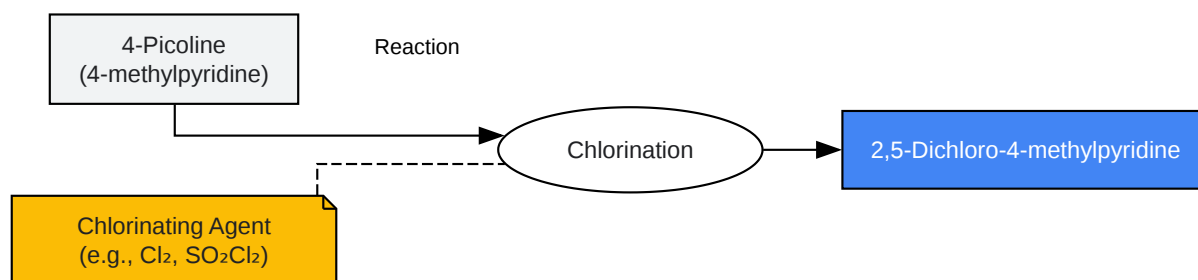 4-Picoline
(4-methylpyridine)
Reaction
Chlorination
2,5-Dichloro-4-methylpyridine
Chlorinating Agent
(e.g., Cl₂, SO₂Cl₂)